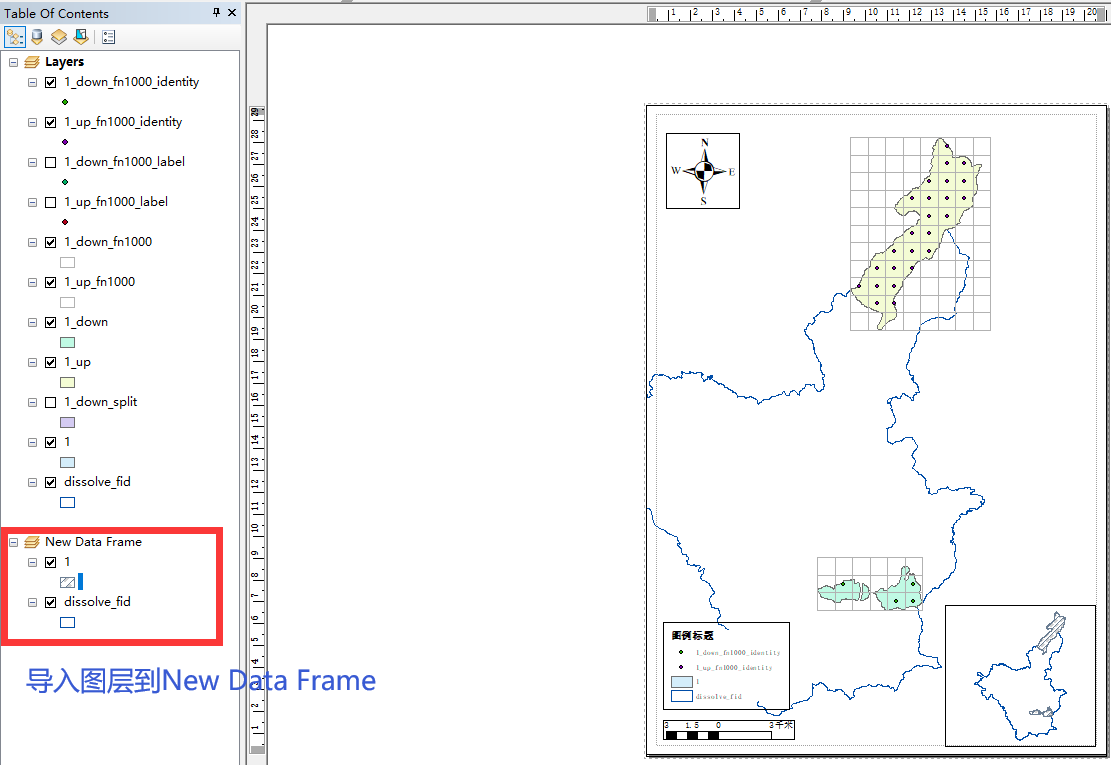 Table Of Contents
Layers
1_down_fn1000_identity
1_up_fn1000_identity
1_down_fn1000_label
1_up_fn1000_label
1_down_fn1000
1_up_fn1000
1_down
1_up
1_down_split
1
dissolve_fid
New Data Frame
1
dissolve_fid
导入图层到New Data Frame
1 2 3 4 5 6 7 8 9 10 11 12 13 14 15 16 17 18 19 20
29
28
27
26
25
24
23
22
21
20
19
18
17
16
15
14
13
12
11
10
9
8
7
6
5
4
3
2
1
N
W E
S
图例标题
1_down_fn1000_identity
1_up_fn1000_identity
1
dissolve_fid
3 1.5 0 3千米